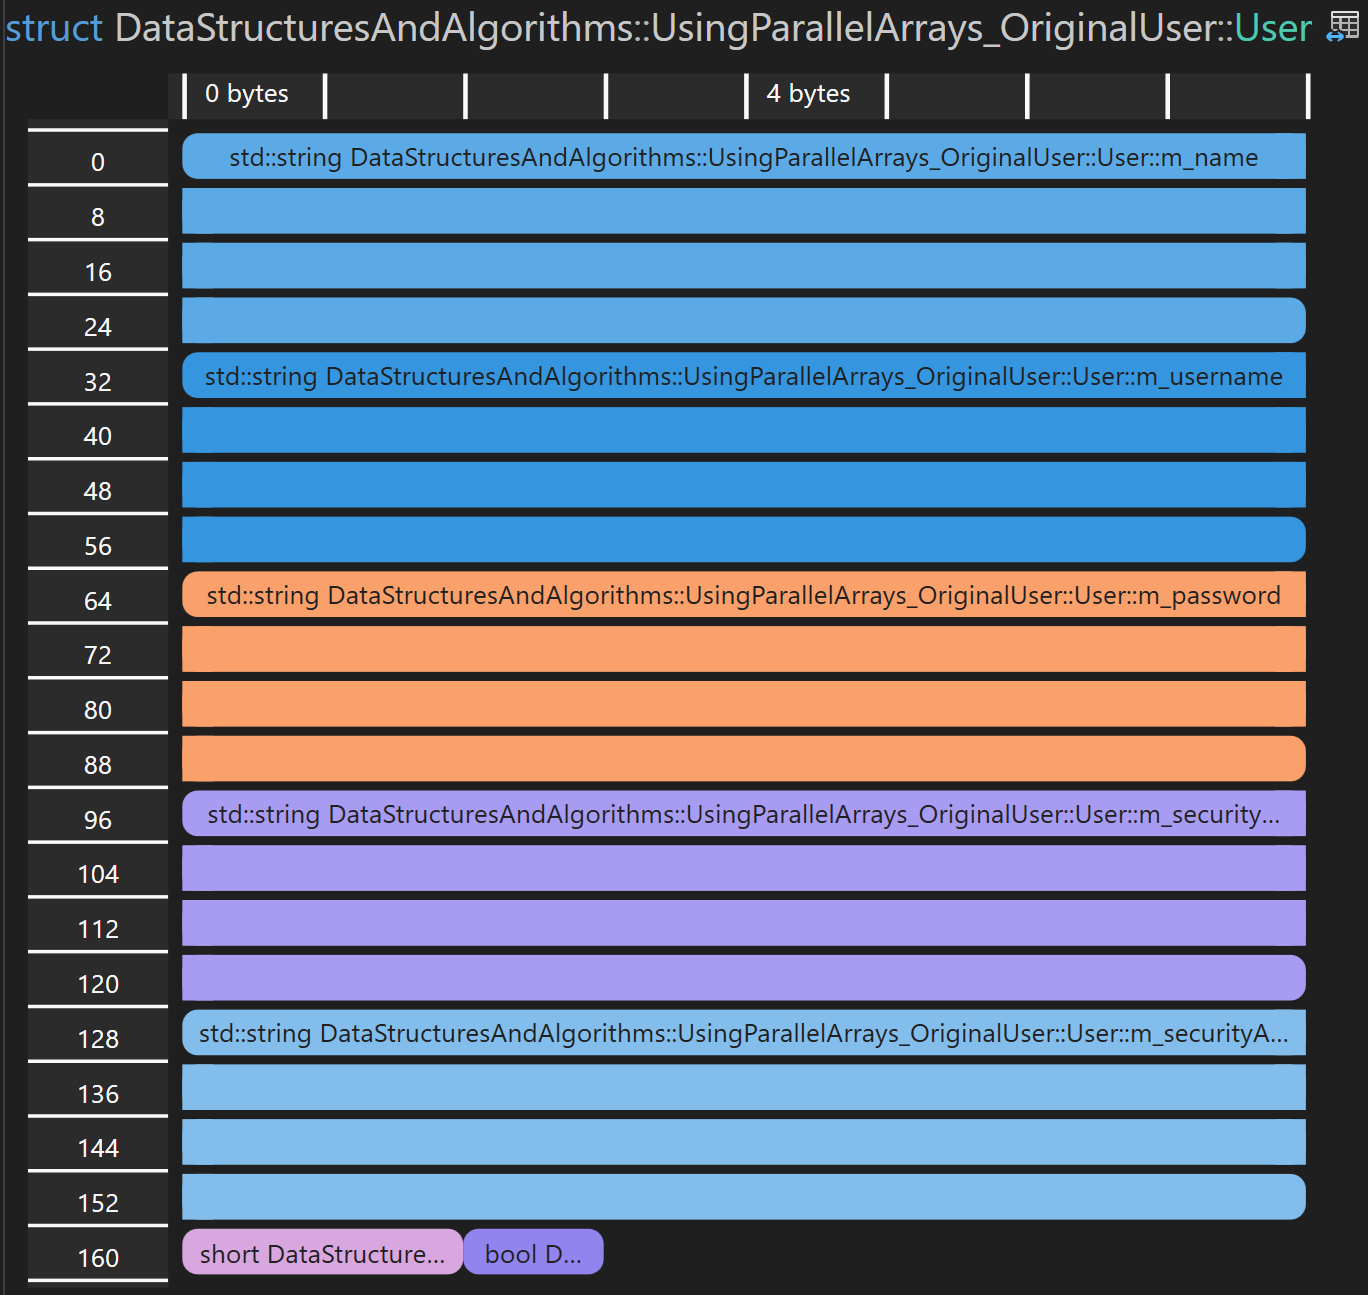 struct DataStructuresAndAlgorithms::UsingParallelArrays_OriginalUser::User
0 bytes 4 bytes
0 std::string DataStructuresAndAlgorithms::UsingParallelArrays_OriginalUser::User::m_name
8
16
24
32 std::string DataStructuresAndAlgorithms::UsingParallelArrays_OriginalUser::User::m_username
40
48
56
64 std::string DataStructuresAndAlgorithms::UsingParallelArrays_OriginalUser::User::m_password
72
80
88
96 std::string DataStructuresAndAlgorithms::UsingParallelArrays_OriginalUser::User::m_security...
104
112
120
128 std::string DataStructuresAndAlgorithms::UsingParallelArrays_OriginalUser::User::m_securityA...
136
144
152
160 short DataStructure... bool D...